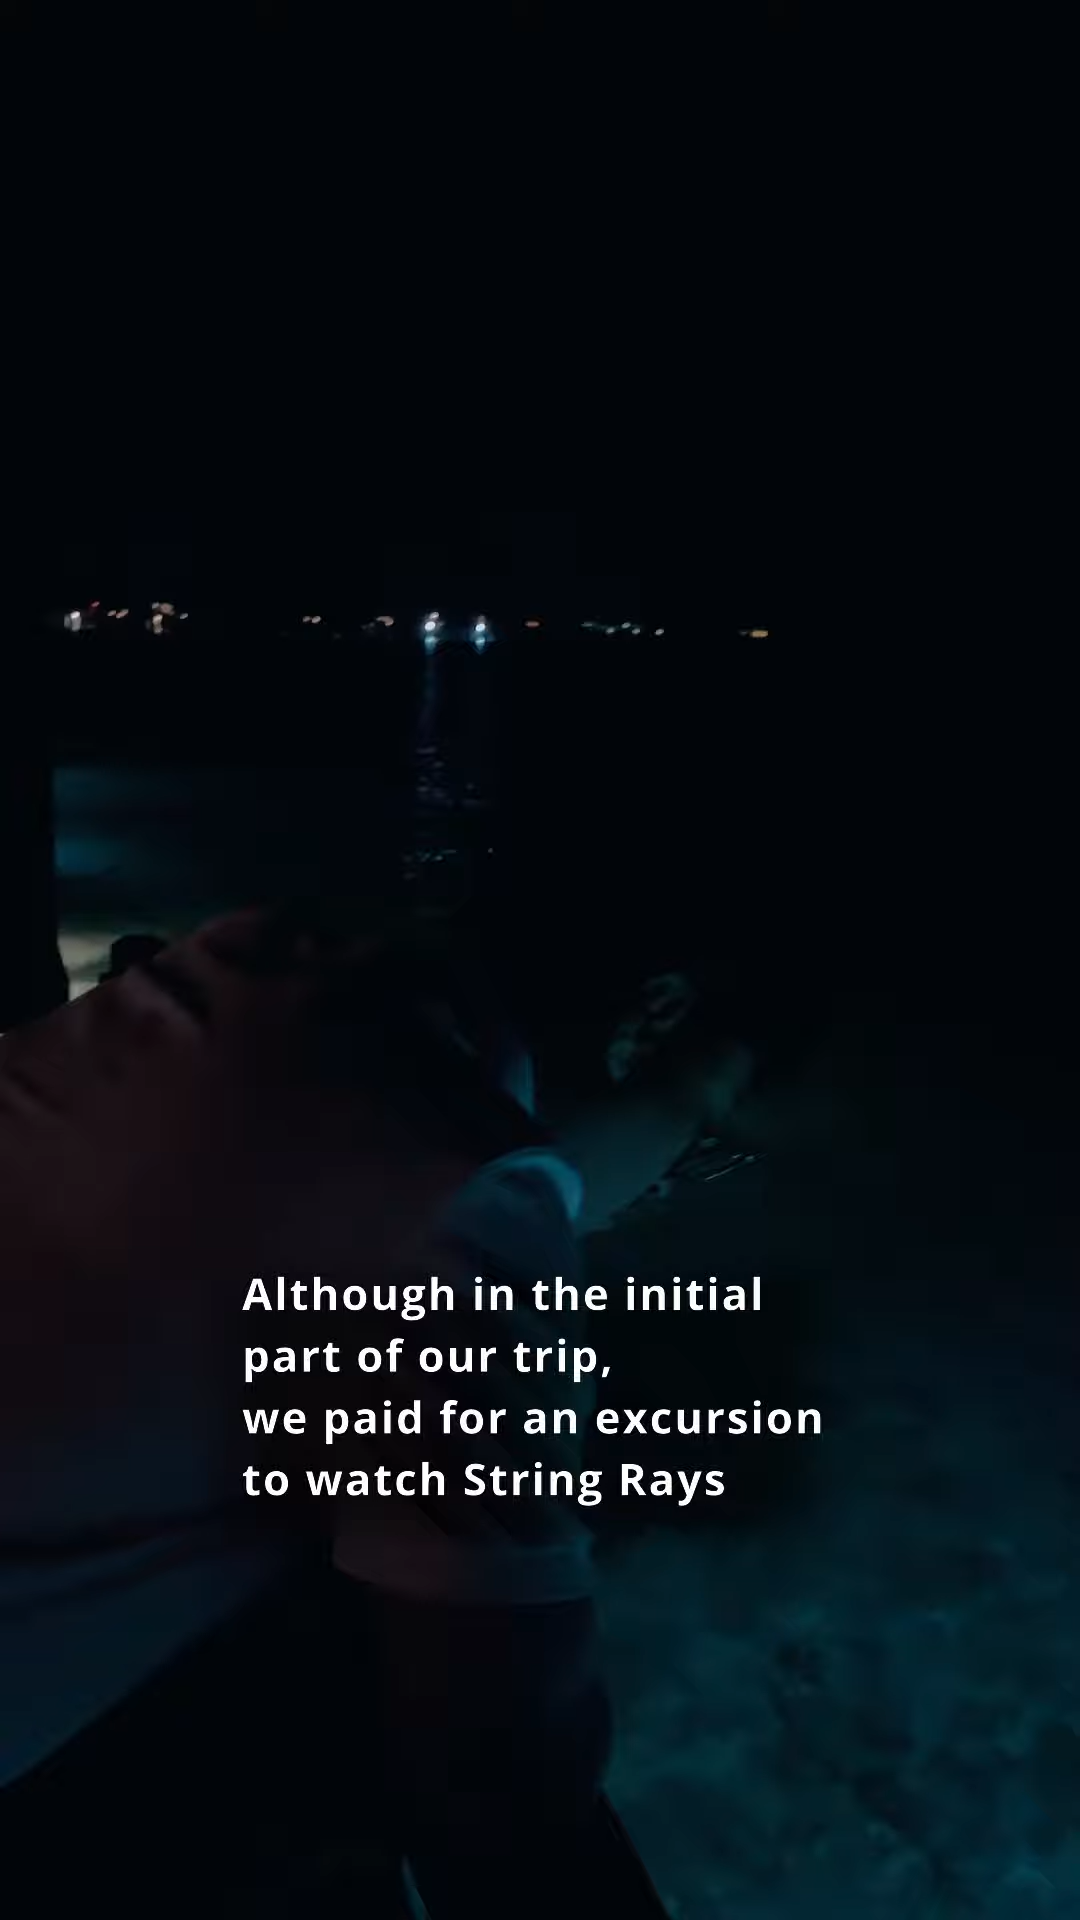 Although in the initial
part of our trip,
we paid for an excursion
to watch String Rays